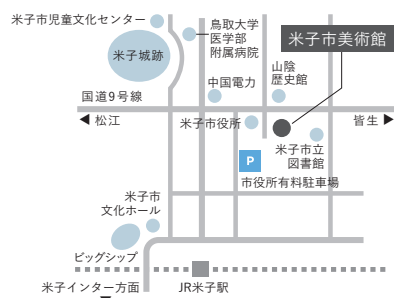 米子市児童文化センター
鳥取大学
医学部
附属病院
米子市美術館
米子城跡
山陰
歴史館
中国電力
国道9号線
◀ 松江
米子市役所
皆生 ▶
米子市立
図書館
P
市役所有料駐車場
米子市
文化ホール
ビッグシップ
米子インター方面
▼
JR米子駅